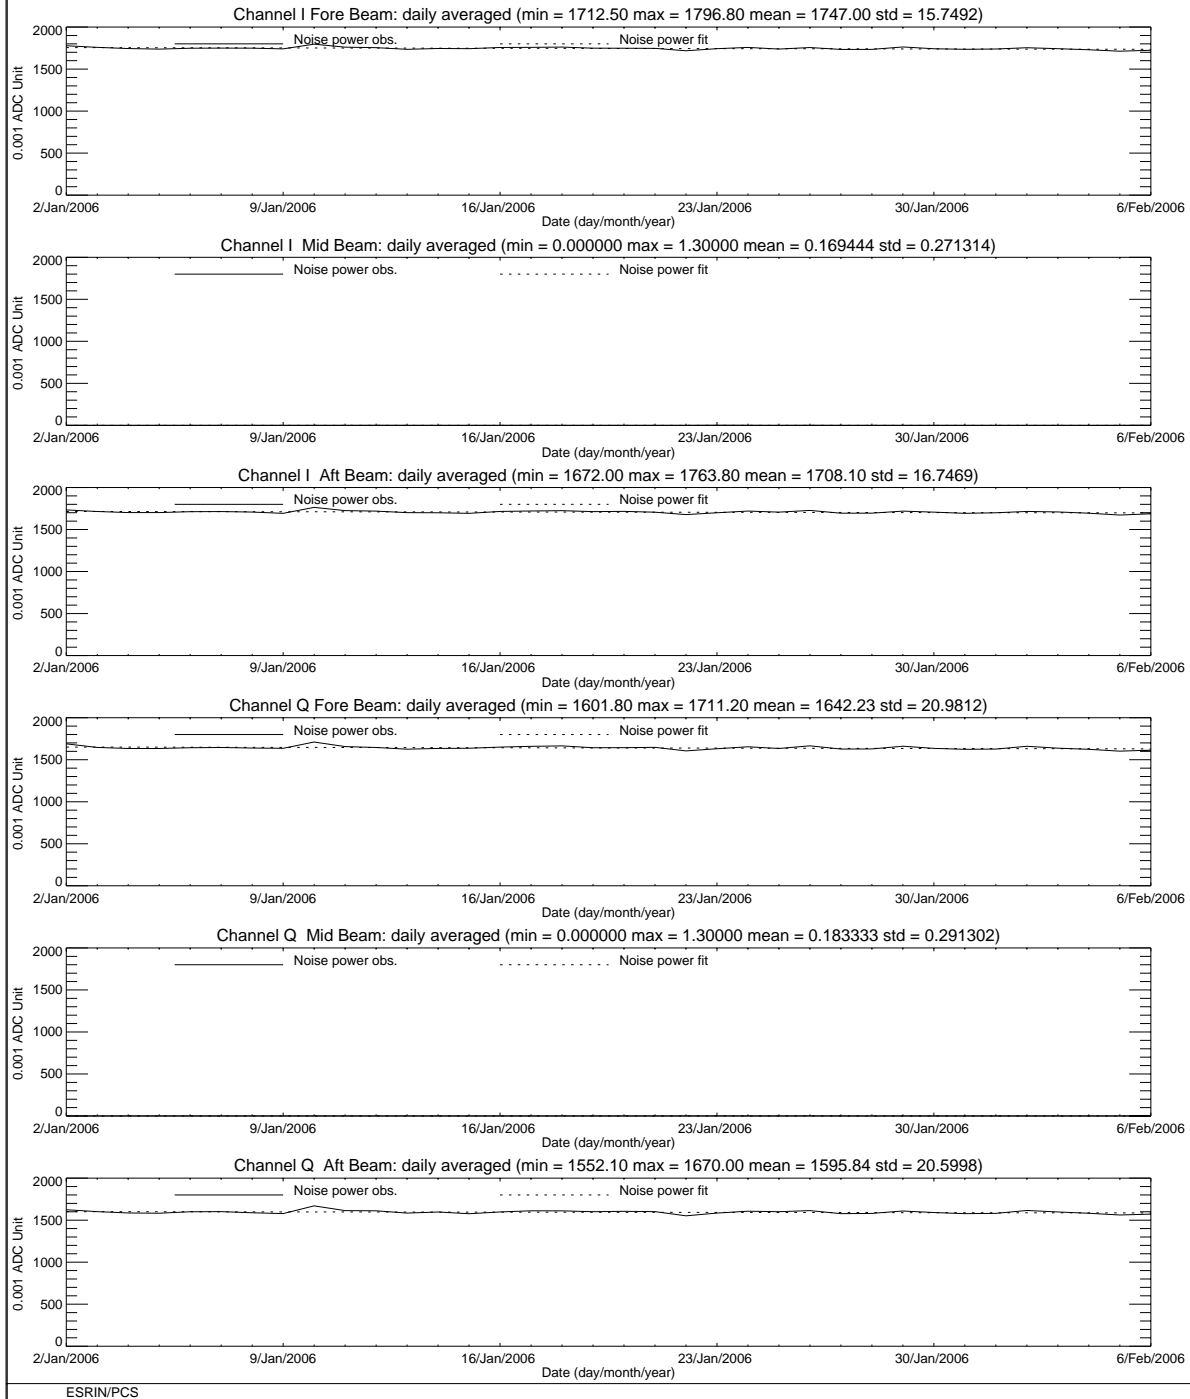 Channel I Fore Beam: daily averaged (min = 1712.50 max = 1796.80 mean = 1747.00 std = 15.7492)
2000
Noise power obs.
Noise power fit
1500
1000
500
0
0.001 ADC Unit
2/Jan/2006
9/Jan/2006
16/Jan/2006
23/Jan/2006
30/Jan/2006
6/Feb/2006
Date (day/month/year)
Channel I  Mid Beam: daily averaged (min = 0.000000 max = 1.30000 mean = 0.169444 std = 0.271314)
2000
Noise power obs.
Noise power fit
1500
1000
500
0
0.001 ADC Unit
2/Jan/2006
9/Jan/2006
16/Jan/2006
23/Jan/2006
30/Jan/2006
6/Feb/2006
Date (day/month/year)
Channel I  Aft Beam: daily averaged (min = 1672.00 max = 1763.80 mean = 1708.10 std = 16.7469)
2000
Noise power obs.
Noise power fit
1500
1000
500
0
0.001 ADC Unit
2/Jan/2006
9/Jan/2006
16/Jan/2006
23/Jan/2006
30/Jan/2006
6/Feb/2006
Date (day/month/year)
Channel Q Fore Beam: daily averaged (min = 1601.80 max = 1711.20 mean = 1642.23 std = 20.9812)
2000
Noise power obs.
Noise power fit
1500
1000
500
0
0.001 ADC Unit
2/Jan/2006
9/Jan/2006
16/Jan/2006
23/Jan/2006
30/Jan/2006
6/Feb/2006
Date (day/month/year)
Channel Q  Mid Beam: daily averaged (min = 0.000000 max = 1.30000 mean = 0.183333 std = 0.291302)
2000
Noise power obs.
Noise power fit
1500
1000
500
0
0.001 ADC Unit
2/Jan/2006
9/Jan/2006
16/Jan/2006
23/Jan/2006
30/Jan/2006
6/Feb/2006
Date (day/month/year)
Channel Q  Aft Beam: daily averaged (min = 1552.10 max = 1670.00 mean = 1595.84 std = 20.5998)
2000
Noise power obs.
Noise power fit
1500
1000
500
0
0.001 ADC Unit
2/Jan/2006
9/Jan/2006
16/Jan/2006
23/Jan/2006
30/Jan/2006
6/Feb/2006
Date (day/month/year)
ESRIN/PCS